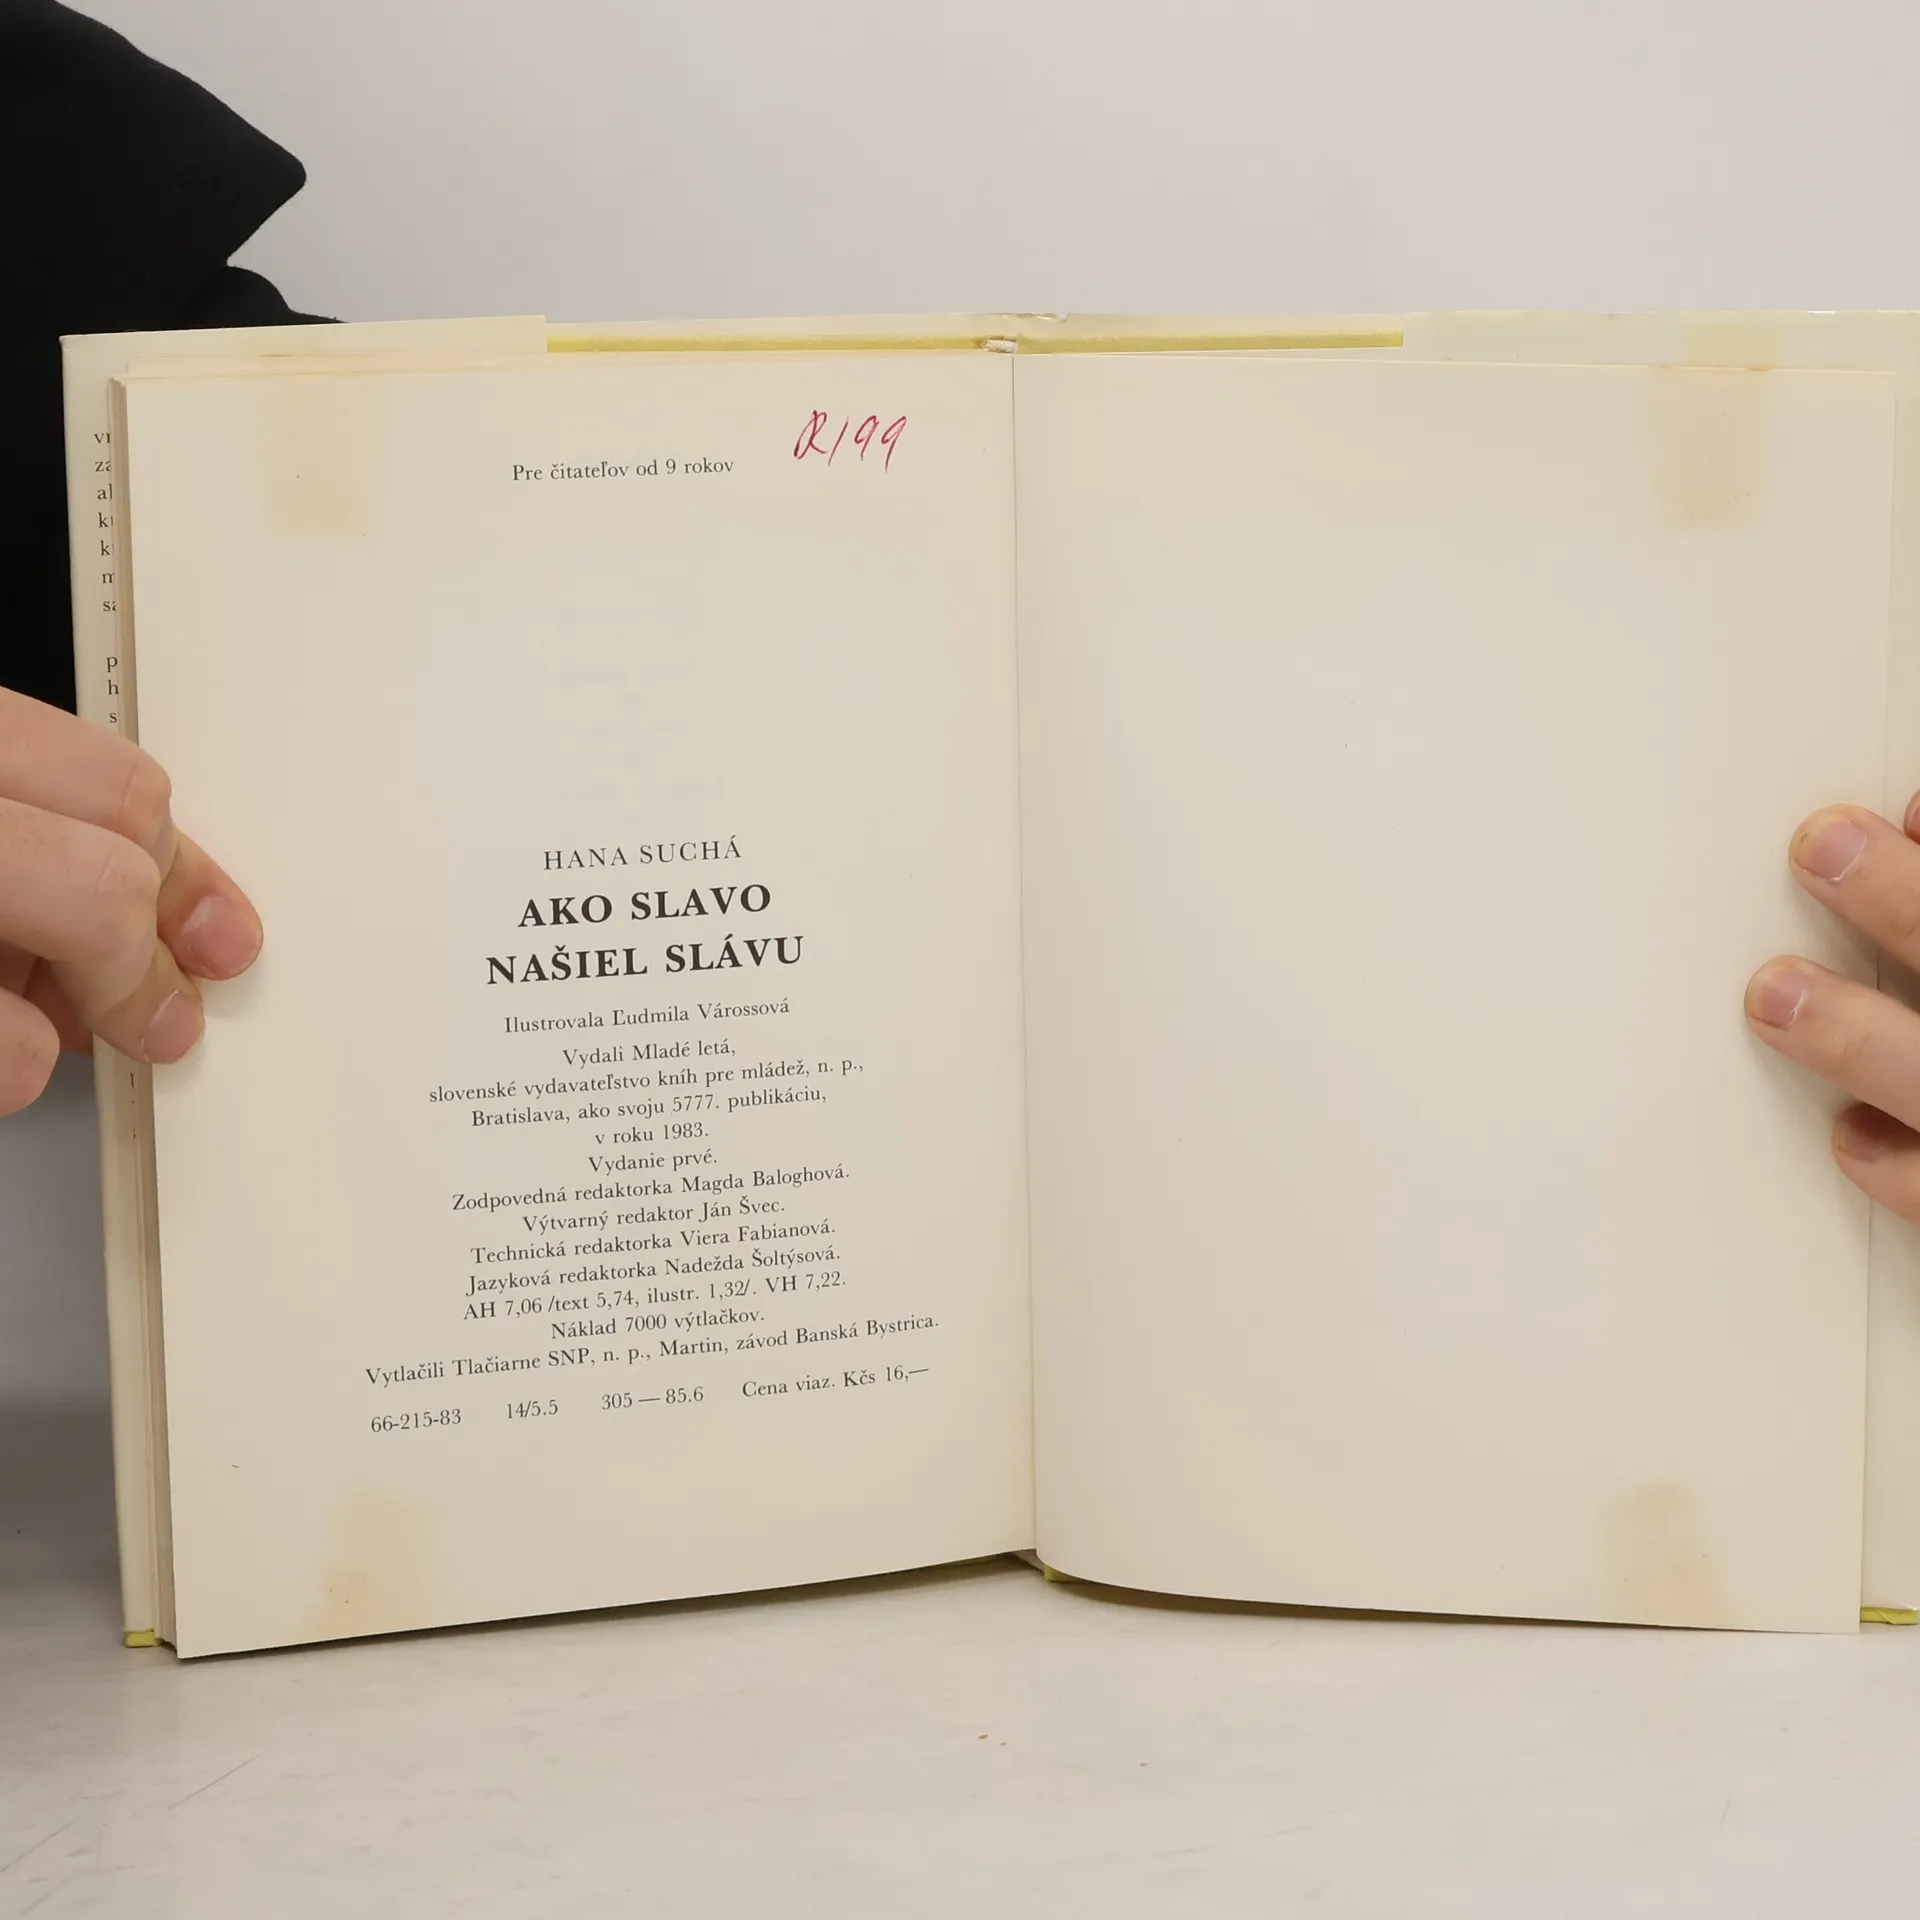 Pre čitateľov od 9 rokov
R/99
HANA SUCHÁ
AKO SLAVO
NAŠIEL SLÁVU
Ilustrovala Ľudmila Várossová
Vydali Mladé letá,
slovenské vydavateľstvo kníh pre mládež, n. p.,
Bratislava, ako svoju 5777. publikáciu,
v roku 1983.
Vydanie prvé.
Zodpovedná redaktorka Magda Baloghová.
Výtvarný redaktor Ján Švec.
Technická redaktorka Viera Fabianová.
Jazyková redaktorka Nadežda Šoltýsová.
AH 7,06 /text 5,74, ilustr. 1,32/. VH 7,22.
Náklad 7000 výtlačkov.
Vytlačili Tlačiarne SNP, n. p., Martin, závod Banská Bystrica.
66-215-83 14/5.5 305 — 85.6 Cena viaz. Kčs 16,—